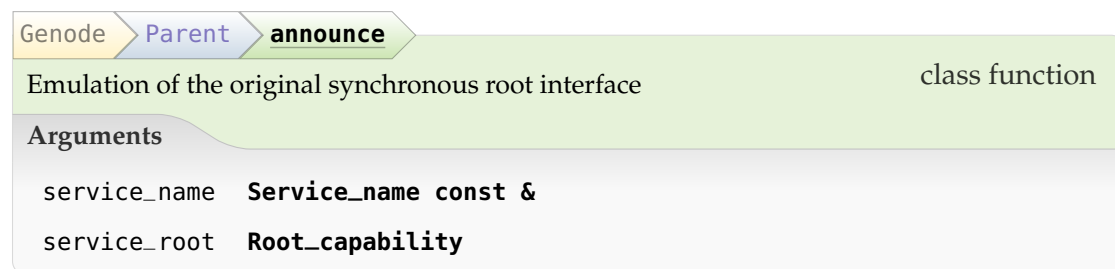 Genode Parent announce
Emulation of the original synchronous root interface class function
Arguments
service_name Service_name const &
service_root Root_capability